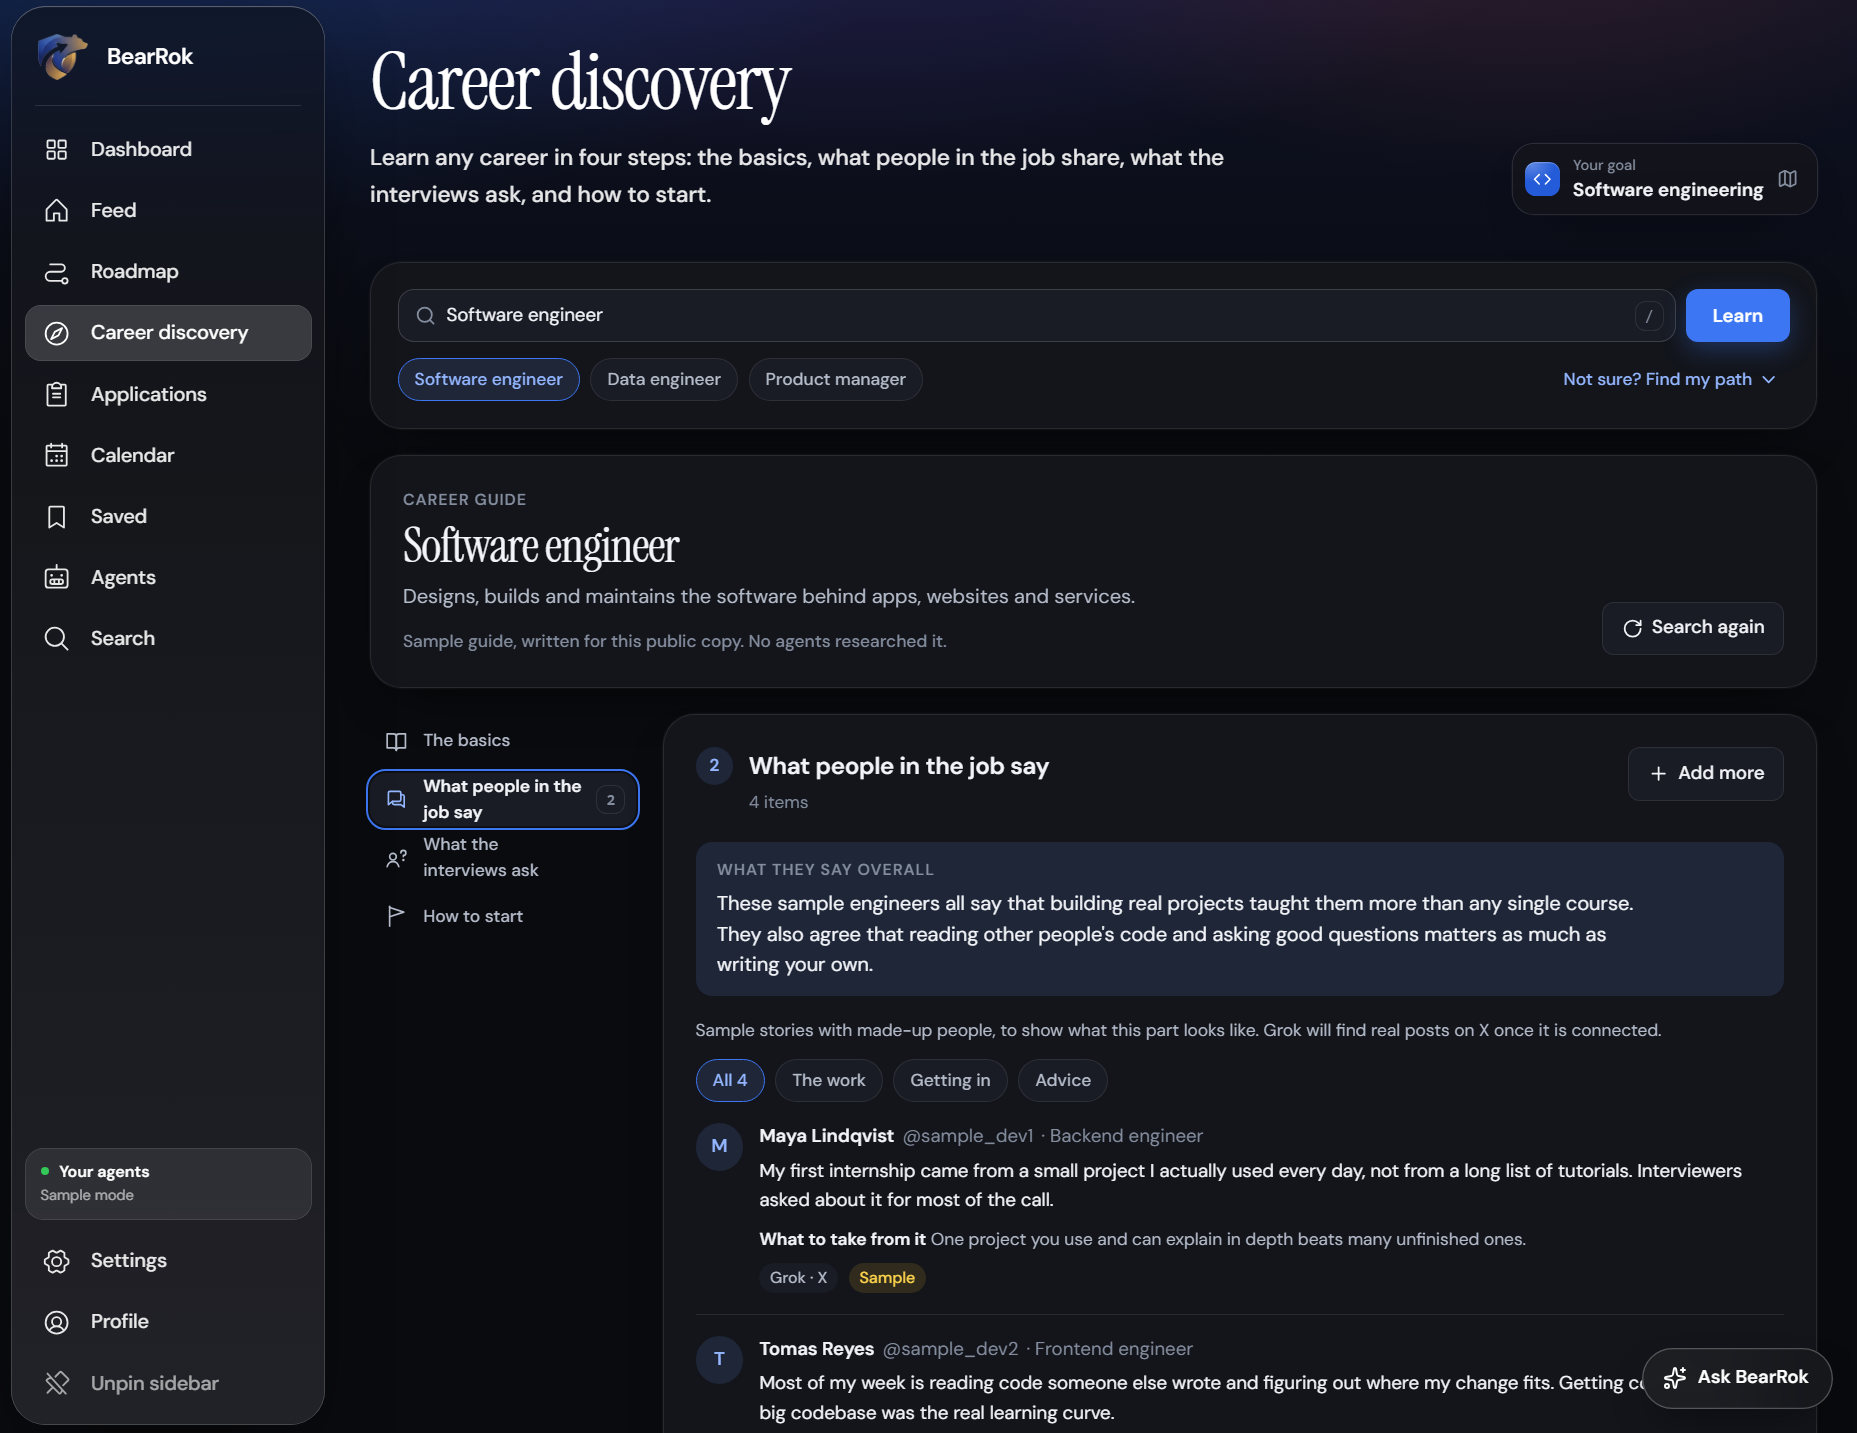 BearRok
Dashboard
Feed
Roadmap
Career discovery
Applications
Calendar
Saved
Agents
Search
Your agents
Sample mode
Settings
Profile
Unpin sidebar
Career discovery
Learn any career in four steps: the basics, what people in the job share, what the
interviews ask, and how to start.
Your goal
Software engineering
Software engineer
/
Learn
Software engineer
Data engineer
Product manager
Not sure? Find my path
CAREER GUIDE
Software engineer
Designs, builds and maintains the software behind apps, websites and services.
Sample guide, written for this public copy. No agents researched it.
Search again
The basics
What people in the
job say
2
What the
interviews ask
How to start
2
What people in the job say
4 items
Add more
WHAT THEY SAY OVERALL
These sample engineers all say that building real projects taught them more than any single course.
They also agree that reading other people's code and asking good questions matters as much as
writing your own.
Sample stories with made-up people, to show what this part looks like. Grok will find real posts on X once it is connected.
All 4
The work
Getting in
Advice
M
Maya Lindqvist @sample_dev1 · Backend engineer
My first internship came from a small project I actually used every day, not from a long list of tutorials. Interviewers
asked about it for most of the call.
What to take from it One project you use and can explain in depth beats many unfinished ones.
Grok · X
Sample
T
Tomas Reyes @sample_dev2 · Frontend engineer
Most of my week is reading code someone else wrote and figuring out where my change fits. Getting
big codebase was the real learning curve.
Ask BearRok